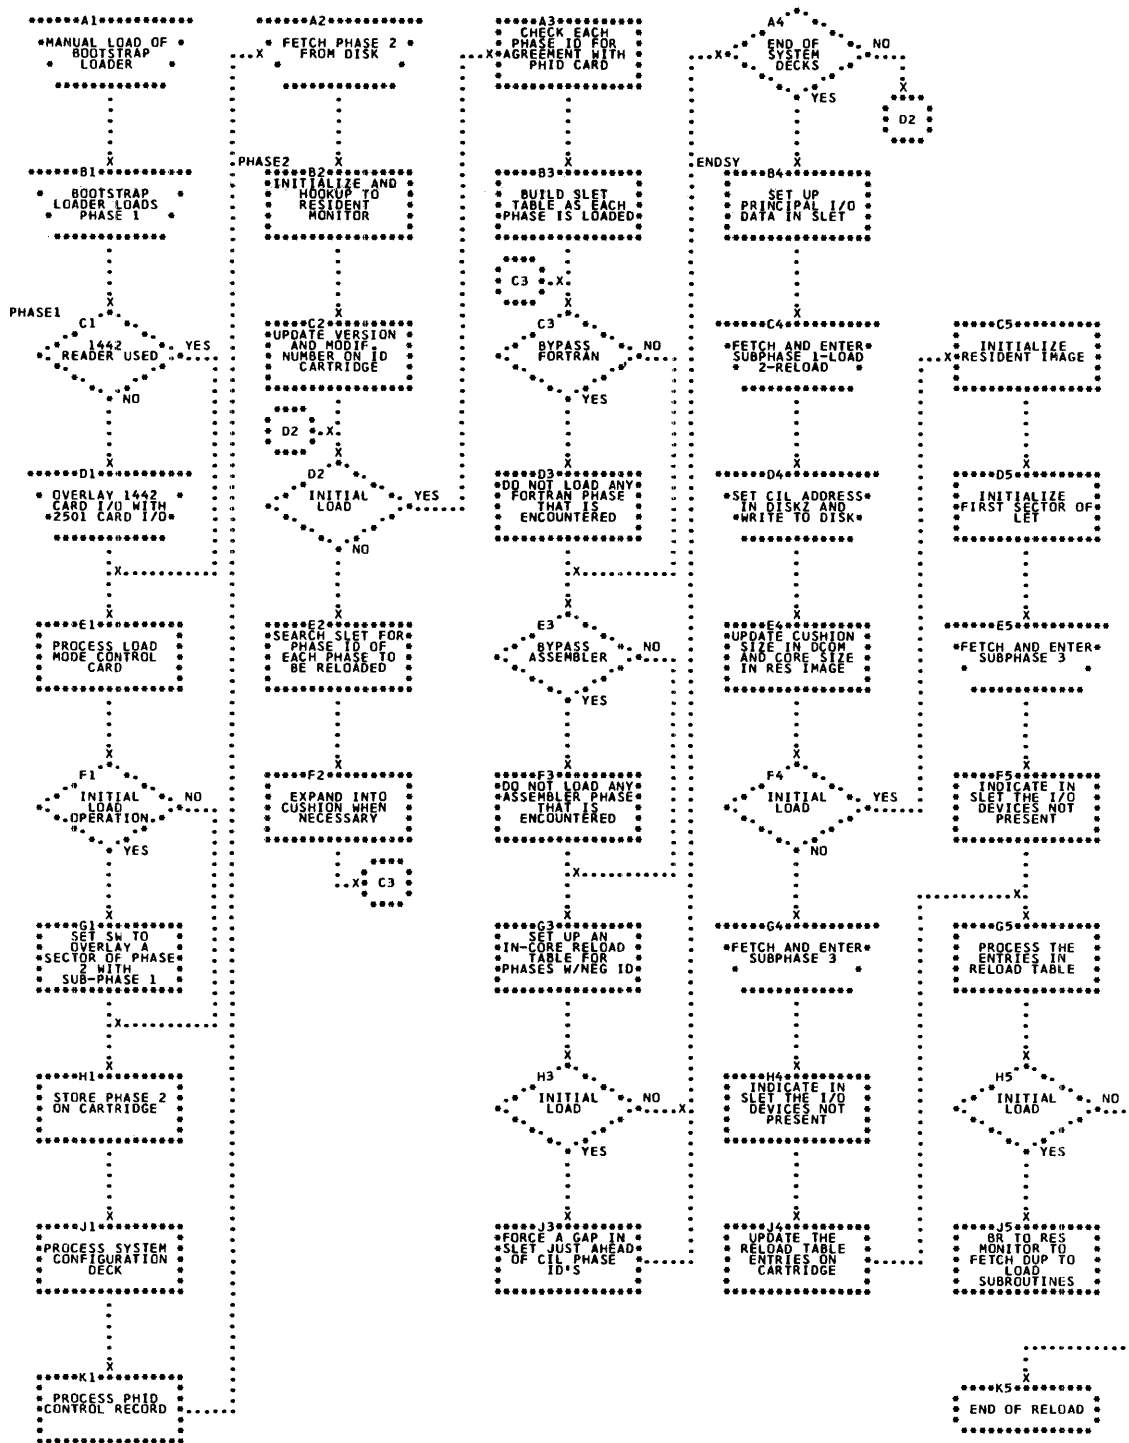 A1
MANUAL LOAD OF
BOOTSTRAP
LOADER
B1
BOOTSTRAP
LOADER LOADS
PHASE 1
PHASE1
C1
1442
READER USED
YES
NO
D1
OVERLAY 1442
CARD I/O WITH
2501 CARD I/O
X
E1
PROCESS LOAD
MODE CONTROL
CARD
F1
INITIAL
LOAD
OPERATION
NO
YES
G1
SET SW TO
OVERLAY A
SECTOR OF PHASE
2 WITH
SUB-PHASE 1
X
H1
STORE PHASE 2
ON CARTRIDGE
J1
PROCESS SYSTEM
CONFIGURATION
DECK
K1
PROCESS PHID
CONTROL RECORD
A2
FETCH PHASE 2
FROM DISK
PHASE2
B2
INITIALIZE AND
HOOKUP TO
RESIDENT
MONITOR
C2
UPDATE VERSION
AND MODIF.
NUMBER ON ID
CARTRIDGE
D2
D2
INITIAL
LOAD
YES
NO
E2
SEARCH SLET FOR
PHASE ID OF
EACH PHASE TO
BE RELOADED
F2
EXPAND INTO
CUSHION WHEN
NECESSARY
C3
A3
CHECK EACH
PHASE ID FOR
AGREEMENT WITH
PHID CARD
B3
BUILD SLET
TABLE AS EACH
PHASE IS LOADED
C3
C3
BYPASS
FORTRAN
NO
YES
D3
DO NOT LOAD ANY
FORTRAN PHASE
THAT IS
ENCOUNTERED
E3
BYPASS
ASSEMBLER
NO
YES
F3
DO NOT LOAD ANY
ASSEMBLER PHASE
THAT IS
ENCOUNTERED
G3
SET UP AN
IN-CORE RELOAD
TABLE FOR
PHASES W/NEG ID
H3
INITIAL
LOAD
NO
YES
J3
FORCE A GAP IN
SLET JUST AHEAD
OF CIL PHASE
ID'S
A4
END OF
SYSTEM
DECKS
NO
YES
D2
ENDSY
B4
SET UP
PRINCIPAL I/O
DATA IN SLET
C4
FETCH AND ENTER
SUBPHASE 1-LOAD
2-RELOAD
D4
SET CIL ADDRESS
IN DISKZ AND
WRITE TO DISK
E4
UPDATE CUSHION
SIZE IN DCOM
AND CORE SIZE
IN RES IMAGE
F4
INITIAL
LOAD
YES
NO
G4
FETCH AND ENTER
SUBPHASE 3
H4
INDICATE IN
SLET THE I/O
DEVICES NOT
PRESENT
J4
UPDATE THE
RELOAD TABLE
ENTRIES ON
CARTRIDGE
C5
INITIALIZE
RESIDENT IMAGE
D5
INITIALIZE
FIRST SECTOR OF
LET
E5
FETCH AND ENTER
SUBPHASE 3
F5
INDICATE IN
SLET THE I/O
DEVICES NOT
PRESENT
G5
PROCESS THE
ENTRIES IN
RELOAD TABLE
H5
INITIAL
LOAD
NO
YES
J5
BR TO RES
MONITOR TO
FETCH DUP TO
LOAD
SUBROUTINES
K5
END OF RELOAD